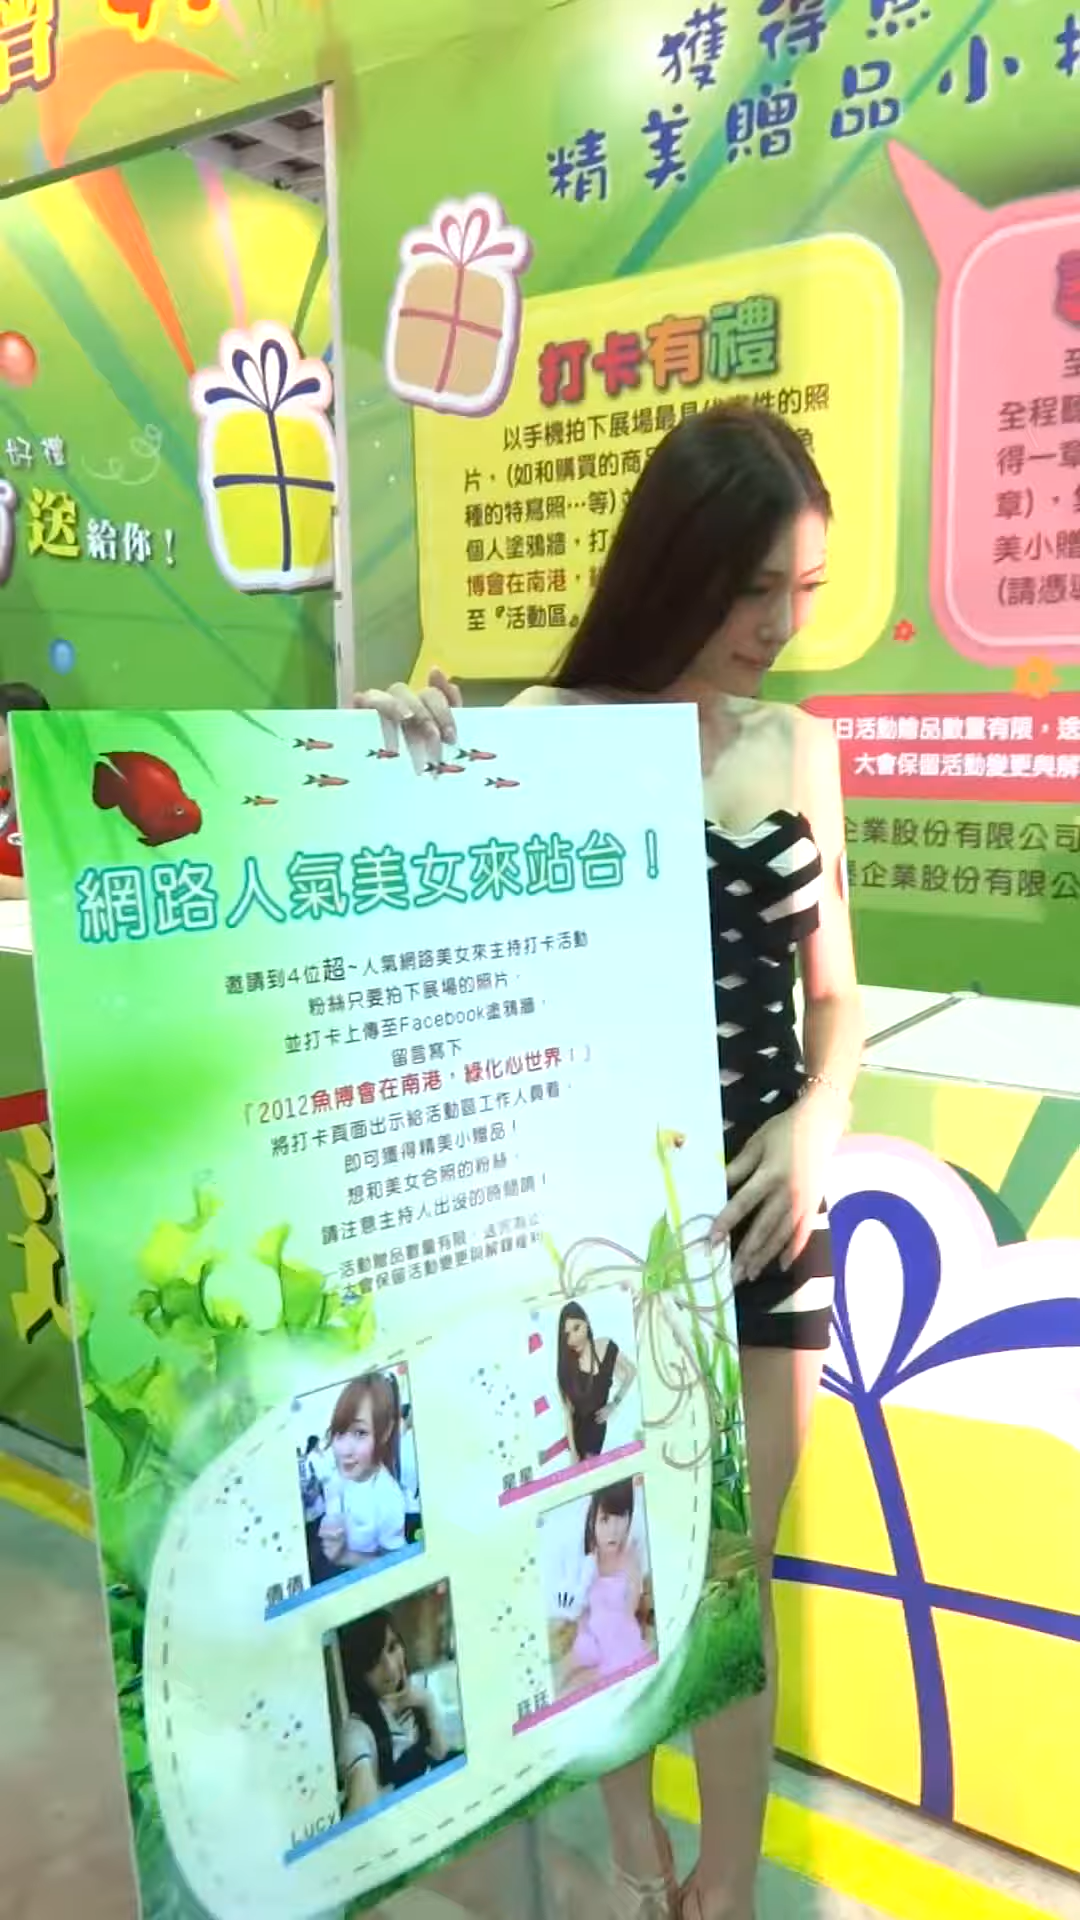 獲得
精美贈品小
好禮
送給你！
打卡有禮
以手機拍下展場最具代表性的照
片，(如和購買的商品
種的特寫照…等)
個人塗鴉牆，打
博會在南港，
至『活動區』
全程
得一章
章)，
美小贈
(請憑
日活動贈品數量有限，送
大會保留活動變更與解
企業股份有限公司
企業股份有限公
網路人氣美女來站台！
邀請到4位超~人氣網路美女來主持打卡活動
粉絲只要拍下展場的照片，
並打卡上傳至Facebook塗鴉牆，
留言寫下
「2012魚博會在南港，綠化心世界！」
將打卡頁面出示給活動區工作人員看，
即可獲得精美小贈品！
想和美女合照的粉絲，
請注意主持人出沒的時間唷！
活動贈品數量有限，送完為止
大會保留活動變更與解釋權利
星星
倩倩
Lucy